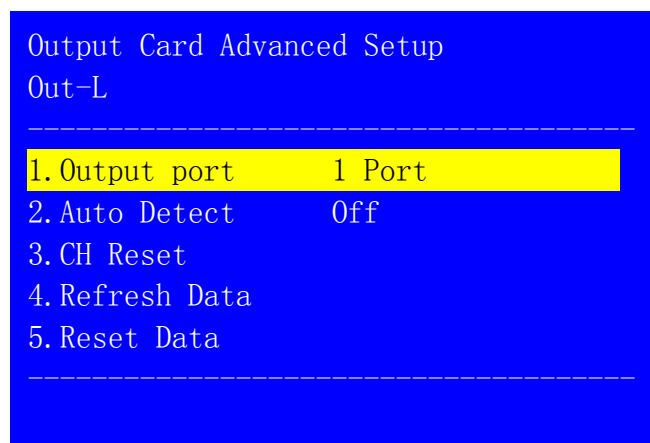 Output Card Advanced Setup
Out-L
--------------------------------------
1.Output port      1 Port
2.Auto Detect      Off
3.CH Reset
4.Refresh Data
5.Reset Data
--------------------------------------